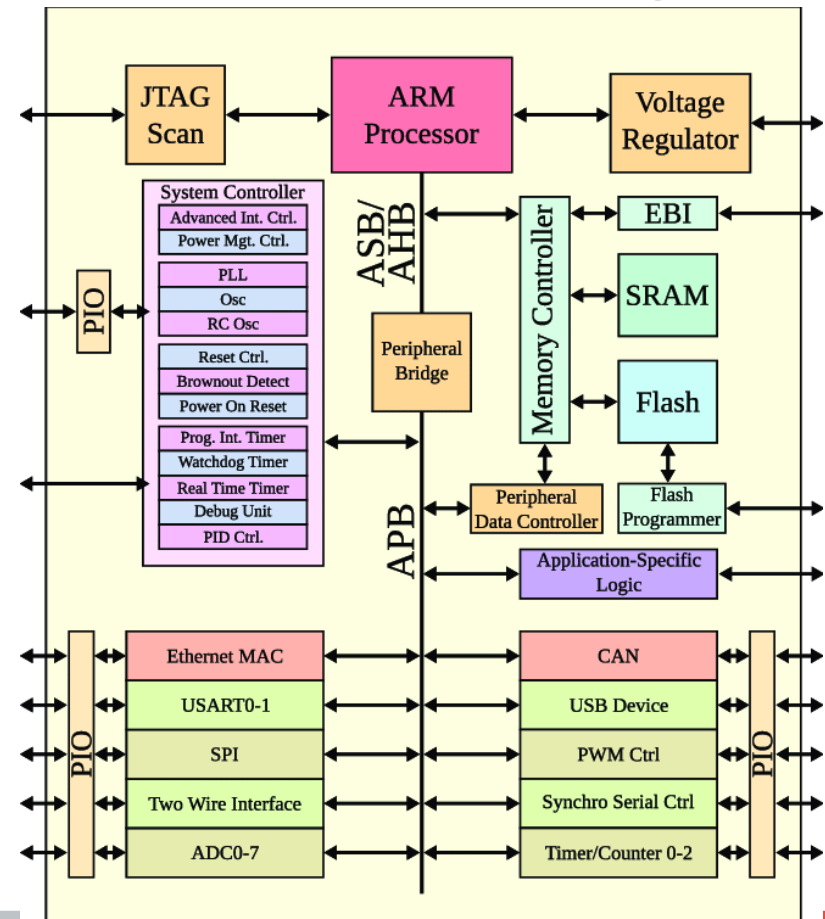 JTAG
Scan
ARM
Processor
Voltage
Regulator
System Controller
Advanced Int. Ctrl.
Power Mgt. Ctrl.
PLL
Osc
RC Osc
Reset Ctrl.
Brownout Detect
Power On Reset
Prog. Int. Timer
Watchdog Timer
Real Time Timer
Debug Unit
PID Ctrl.
PIO
ASB/
AHB
Peripheral
Bridge
APB
Memory Controller
EBI
SRAM
Flash
Peripheral
Data Controller
Flash
Programmer
Application-Specific
Logic
PIO
Ethernet MAC
USART0-1
SPI
Two Wire Interface
ADC0-7
CAN
USB Device
PWM Ctrl
Synchro Serial Ctrl
Timer/Counter 0-2
PIO